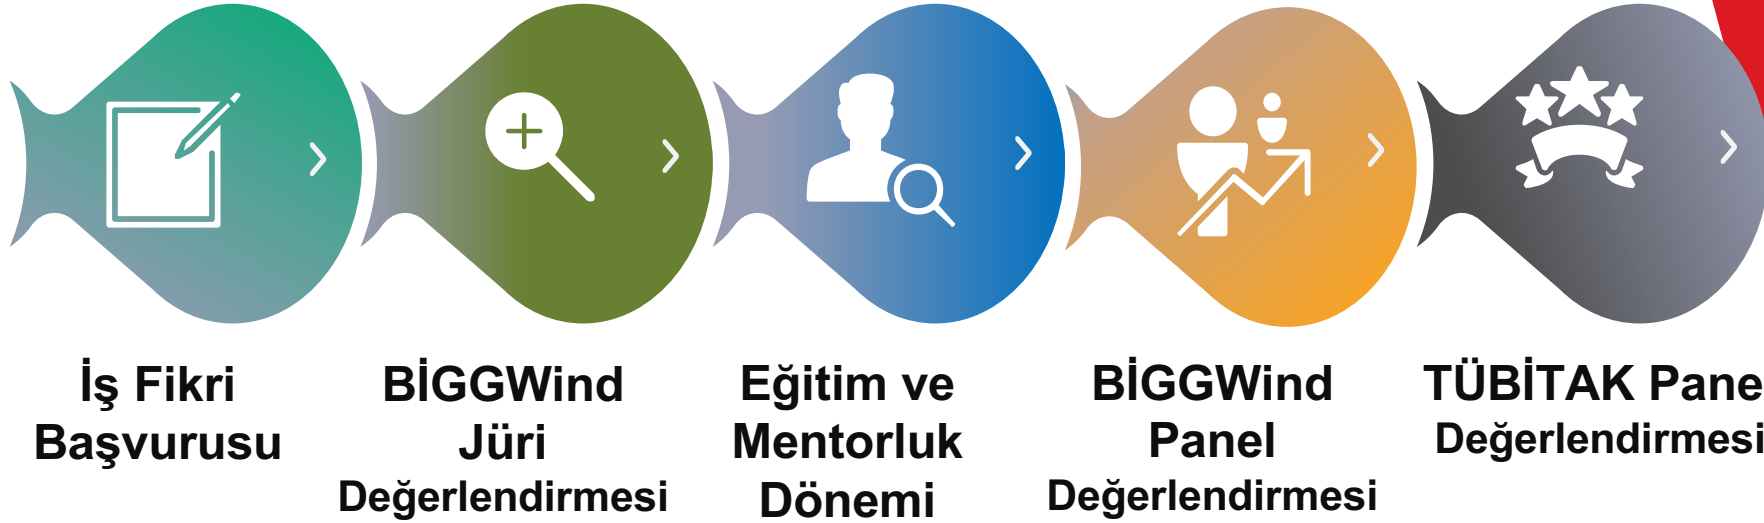 İş Fikri
Başvurusu
BİGGWind
Jüri
Değerlendirmesi
Eğitim ve
Mentorluk
Dönemi
BİGGWind
Panel
Değerlendirmesi
TÜBİTAK Pane
Değerlendirmesi